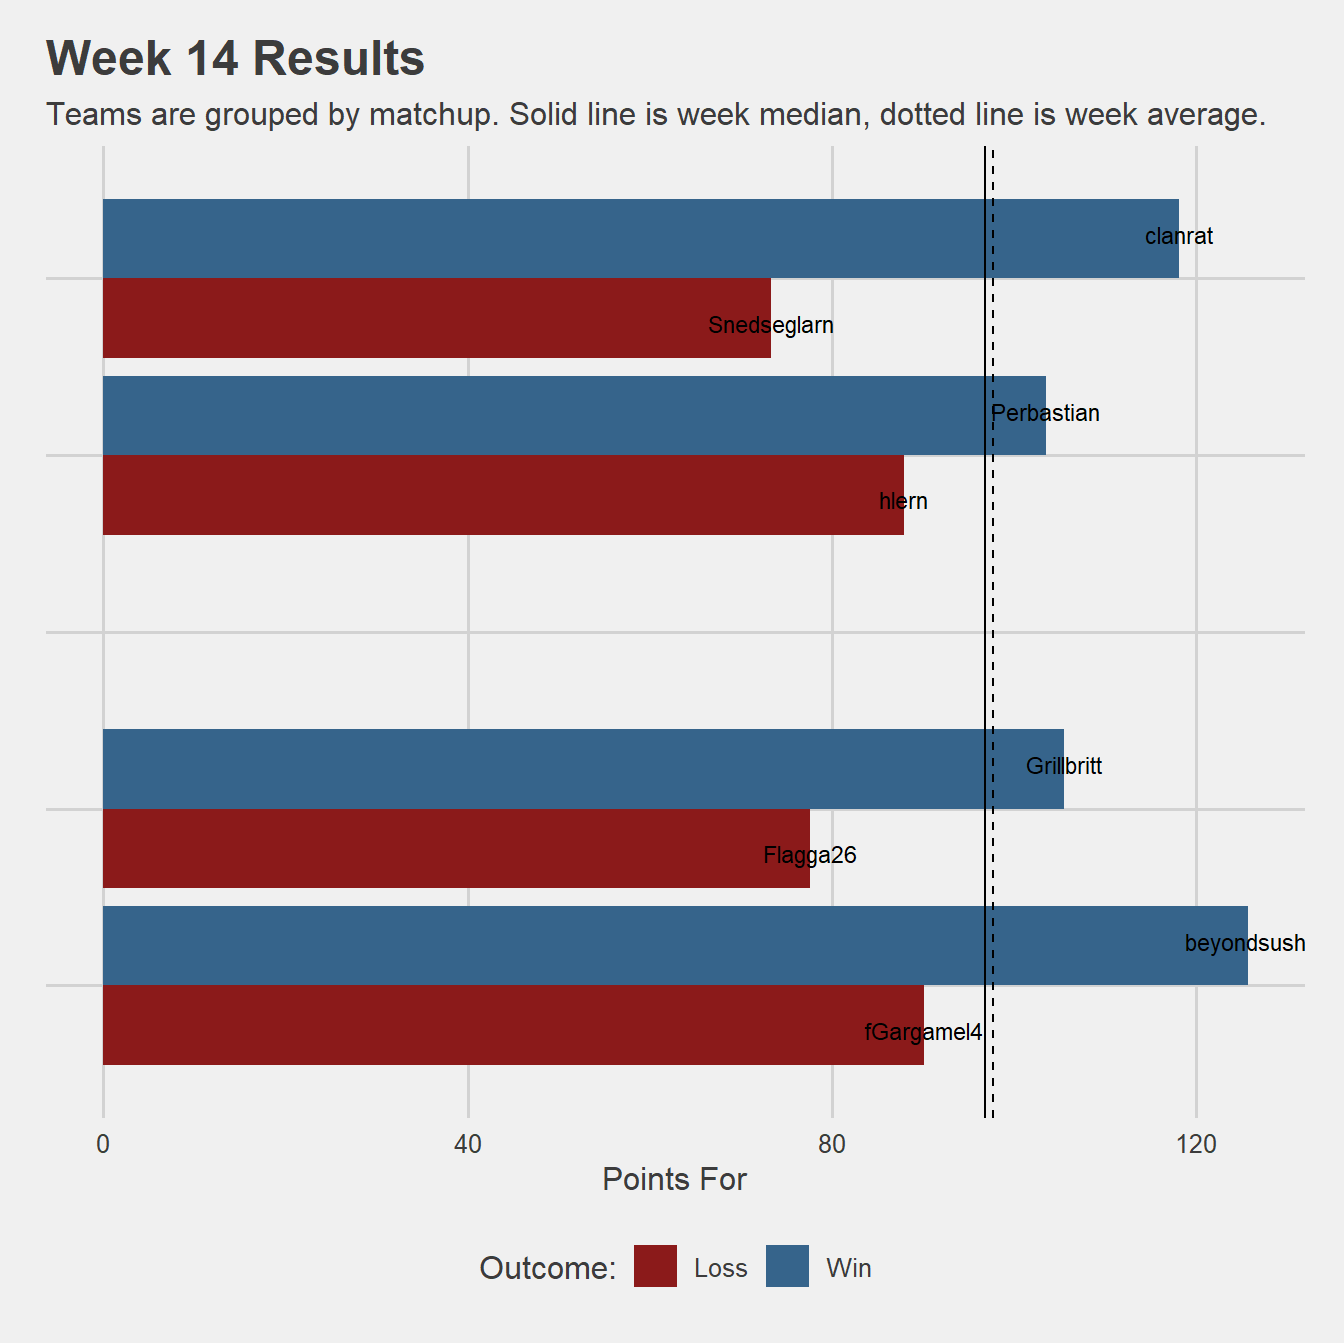 Week 14 Results
Teams are grouped by matchup. Solid line is week median, dotted line is week average.
clanrat
Snedseglarn
Perbastian
hlern
Grillbritt
Flagga26
beyondsush
fGargamel4
0 40 80 120
Points For
Outcome: Loss Win